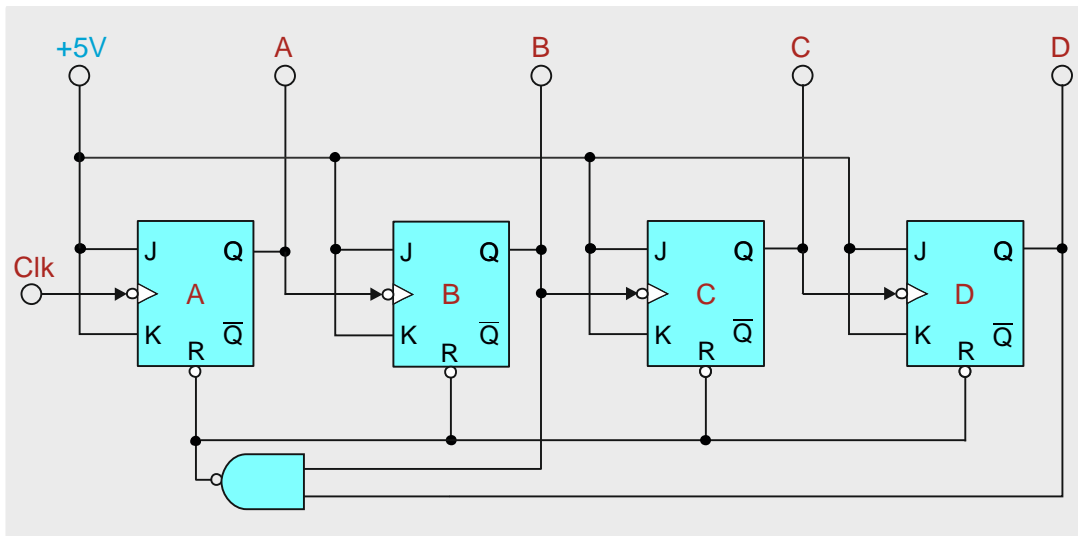 +5V A B C D
Clk
J Q J Q J Q J Q
A B C D
K Q̅ K Q̅ K Q̅ K Q̅
R R R R